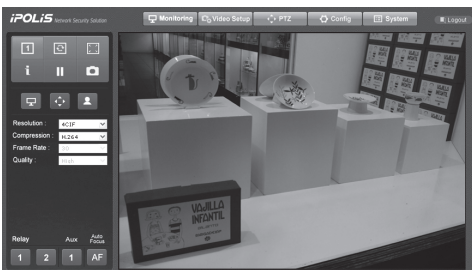 iPOLiS Network Security Solution
Monitoring
Video Setup
PTZ
Config
System
Logout
1
i
Resolution :
4CIF
Compression :
H.264
Frame Rate :
Quality :
VAJILLA
INFANTIL
Relay
Aux
Auto
Focus
1
2
1
AF